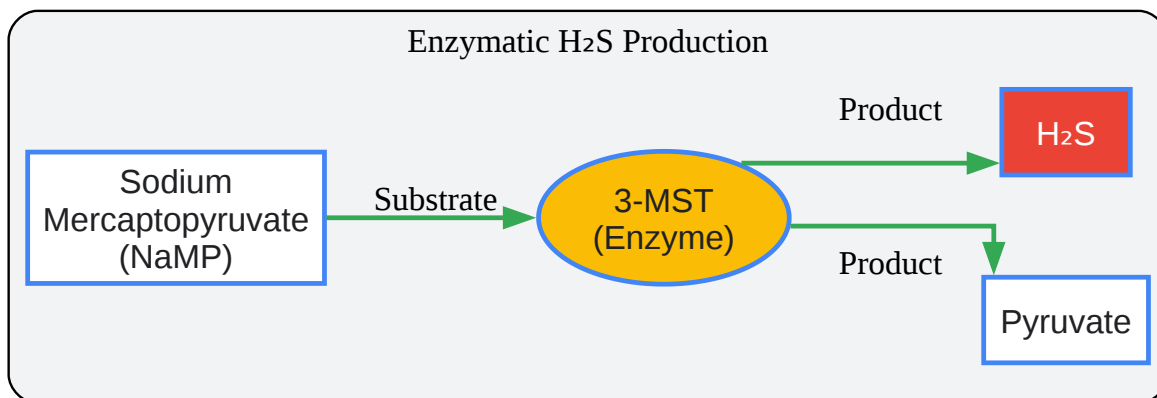 Enzymatic H₂S Production
Sodium
Mercaptopyruvate
(NaMP)
Substrate
3-MST
(Enzyme)
Product
H₂S
Product
Pyruvate